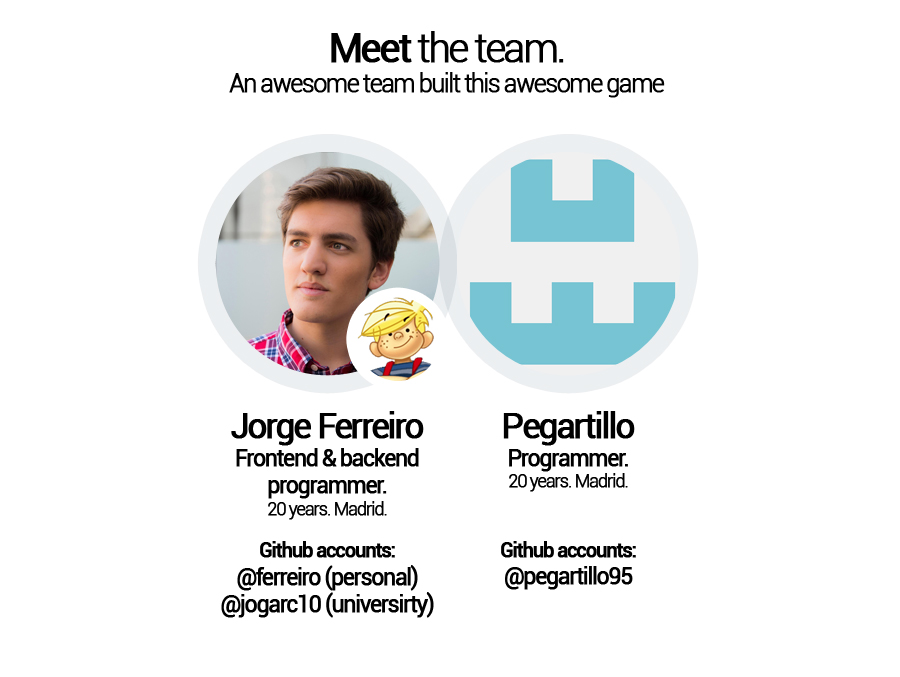 Meet the team.
An awesome team built this awesome game
Jorge Ferreiro
Frontend & backend
programmer.
20 years. Madrid.
Github accounts:
@ferreiro (personal)
@jogarc10 (universirty)
Pegartillo
Programmer.
20 years. Madrid.
Github accounts:
@pegartillo95